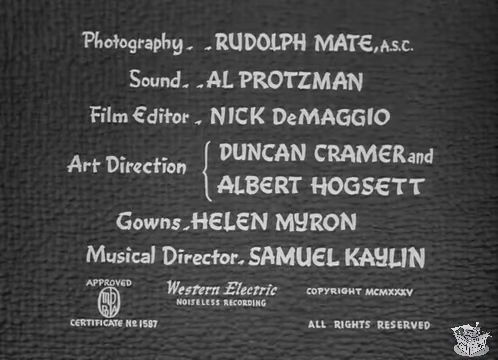 Photography - - RUDOLPH MATE, A.S.C.
Sound - - AL PROTZMAN
Film Editor - NICK DeMAGGIO
Art Direction { DUNCAN CRAMER and
ALBERT HOGSETT
Gowns - HELEN MYRON
Musical Director - SAMUEL KAYLIN
APPROVED
Western Electric
NOISELESS RECORDING
COPYRIGHT MCMXXXV
CERTIFICATE No 1587
ALL RIGHTS RESERVED